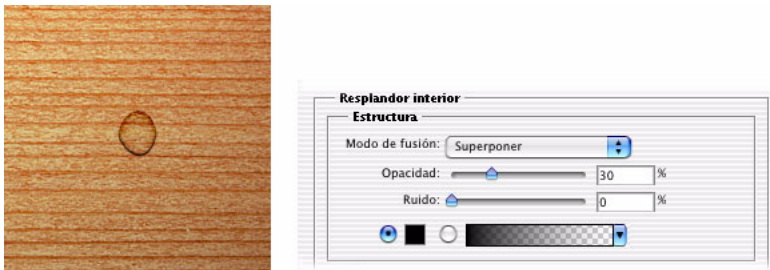 Resplandor interior
Estructura
Modo de fusión: Superponer
Opacidad: 30 %
Ruido: 0 %